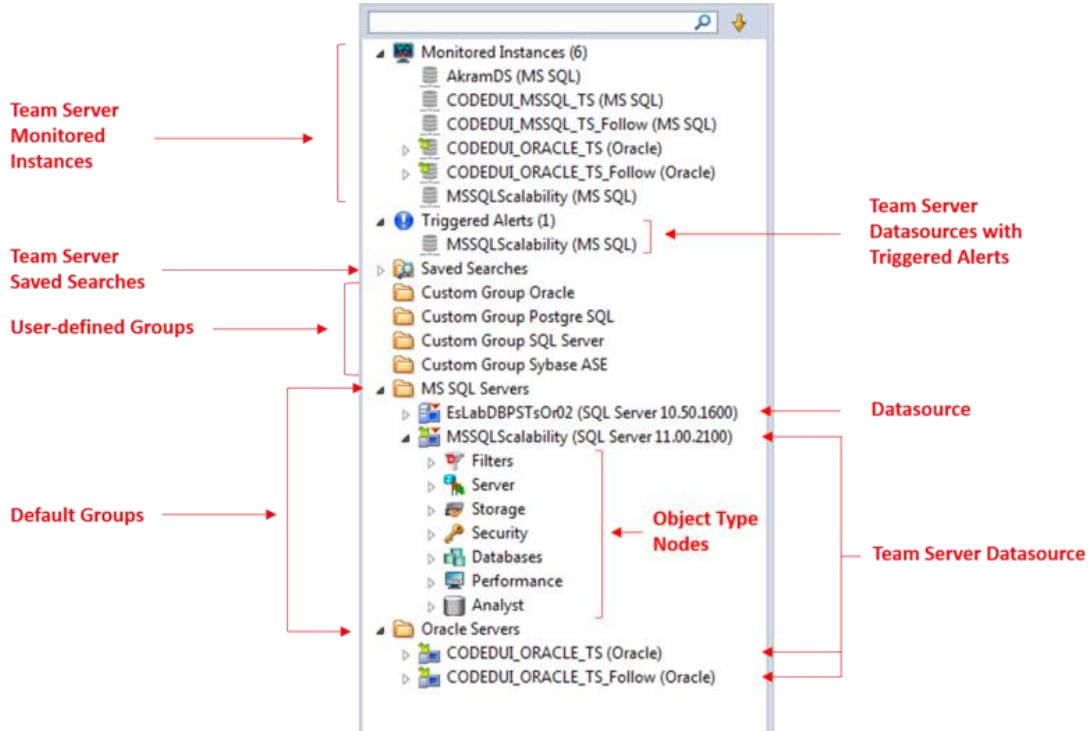 Monitored Instances (6)
AkramDS (MS SQL)
CODEDUI_MSSQL_TS (MS SQL)
CODEDUI_MSSQL_TS_Follow (MS SQL)
CODEDUI_ORACLE_TS (Oracle)
CODEDUI_ORACLE_TS_Follow (Oracle)
MSSQLScalability (MS SQL)
Triggered Alerts (1)
MSSQLScalability (MS SQL)
Saved Searches
Custom Group Oracle
Custom Group Postgre SQL
Custom Group SQL Server
Custom Group Sybase ASE
MS SQL Servers
EsLabDBPSTsOr02 (SQL Server 10.50.1600)
MSSQLScalability (SQL Server 11.00.2100)
Filters
Server
Storage
Security
Databases
Performance
Analyst
Oracle Servers
CODEDUI_ORACLE_TS (Oracle)
CODEDUI_ORACLE_TS_Follow (Oracle)
Team Server
Monitored
Instances
Team Server
Saved Searches
User-defined Groups
Default Groups
Team Server
Datasources with
Triggered Alerts
Datasource
Object Type
Nodes
Team Server Datasource